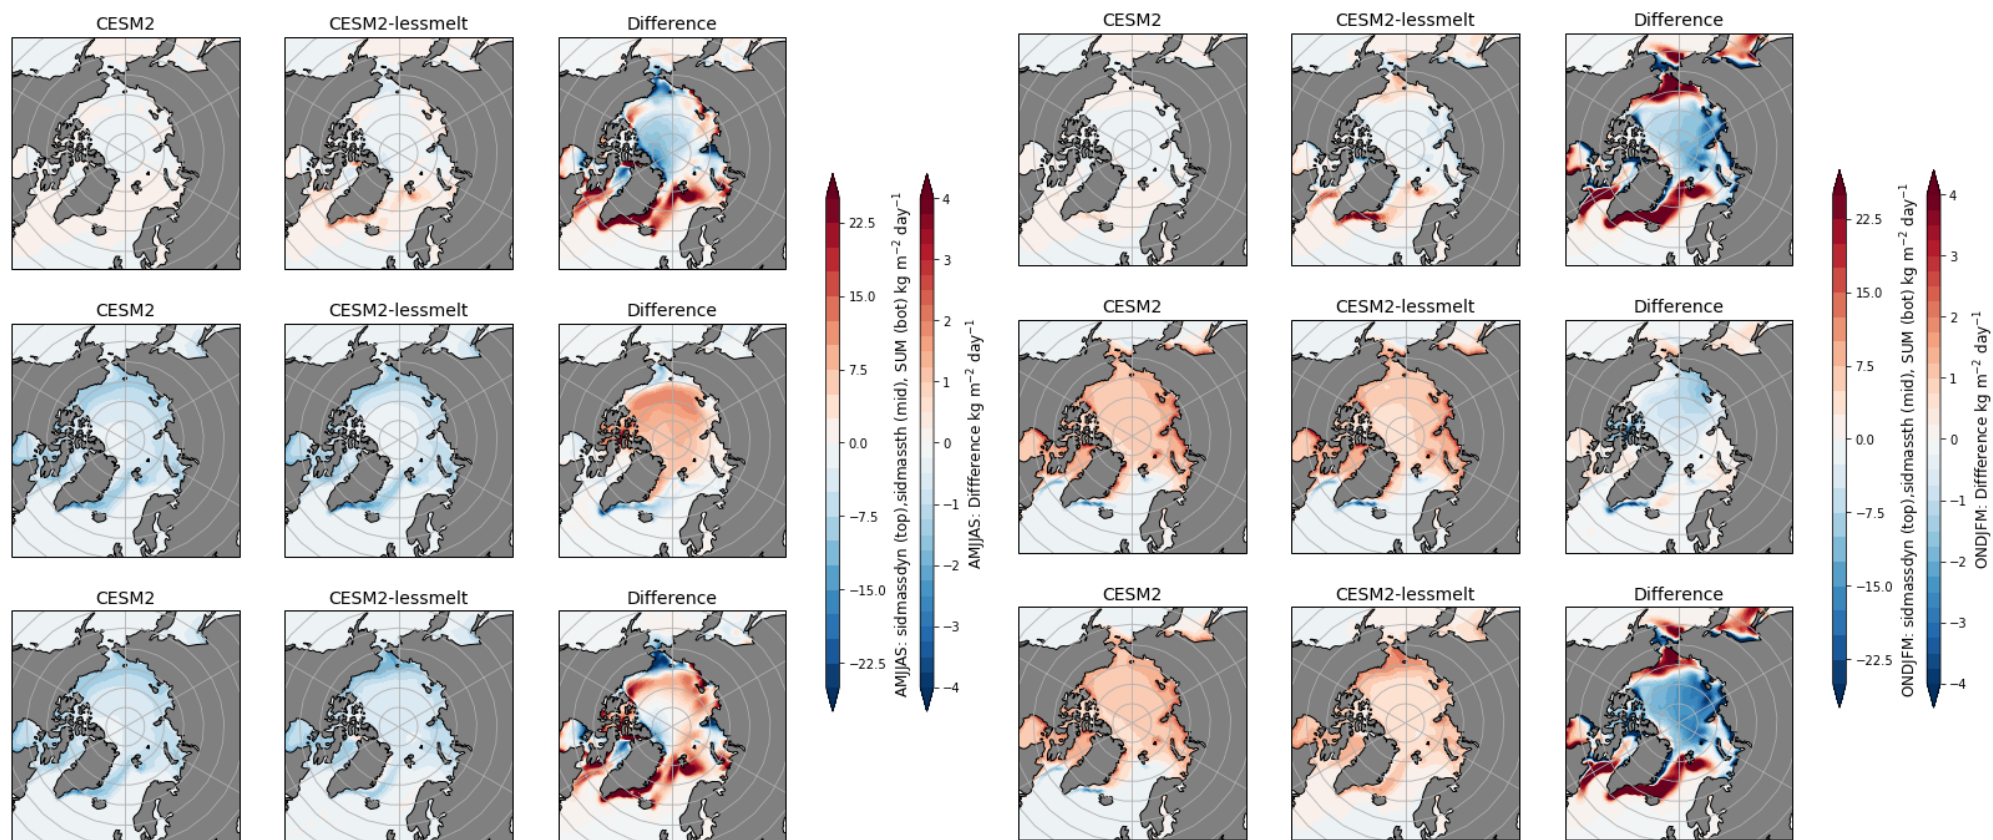 CESM2
CESM2-lessmelt
Difference
CESM2
CESM2-lessmelt
Difference
CESM2
CESM2-lessmelt
Difference
22.5
15.0
7.5
0.0
−7.5
−15.0
−22.5
AMJJAS: sidmassdyn (top),sidmassth (mid), SUM (bot) kg m⁻² day⁻¹
4
3
2
1
0
−1
−2
−3
−4
AMJJAS: Diffference kg m⁻² day⁻¹
CESM2
CESM2-lessmelt
Difference
CESM2
CESM2-lessmelt
Difference
CESM2
CESM2-lessmelt
Difference
22.5
15.0
7.5
0.0
−7.5
−15.0
−22.5
ONDJFM: sidmassdyn (top),sidmassth (mid), SUM (bot) kg m⁻² day⁻¹
4
3
2
1
0
−1
−2
−3
−4
ONDJFM: Diffference kg m⁻² day⁻¹